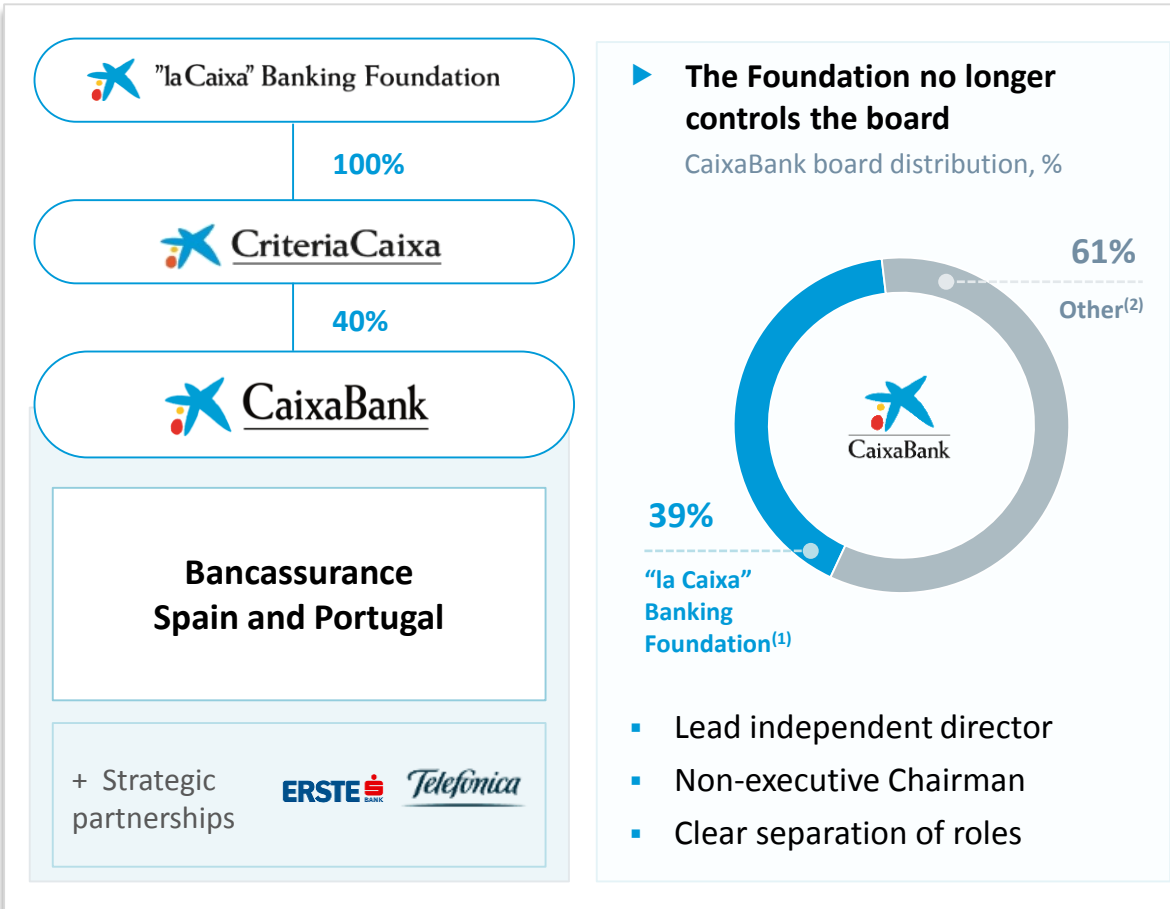 ”la Caixa” Banking Foundation
100%
CriteriaCaixa
40%
CaixaBank
Bancassurance
Spain and Portugal
+ Strategic
partnerships
ERSTE
BANK
Telefónica
The Foundation no longer
controls the board
CaixaBank board distribution, %
61%
Other(2)
CaixaBank
39%
“la Caixa”
Banking
Foundation(1)
▪ Lead independent director
▪ Non-executive Chairman
▪ Clear separation of roles